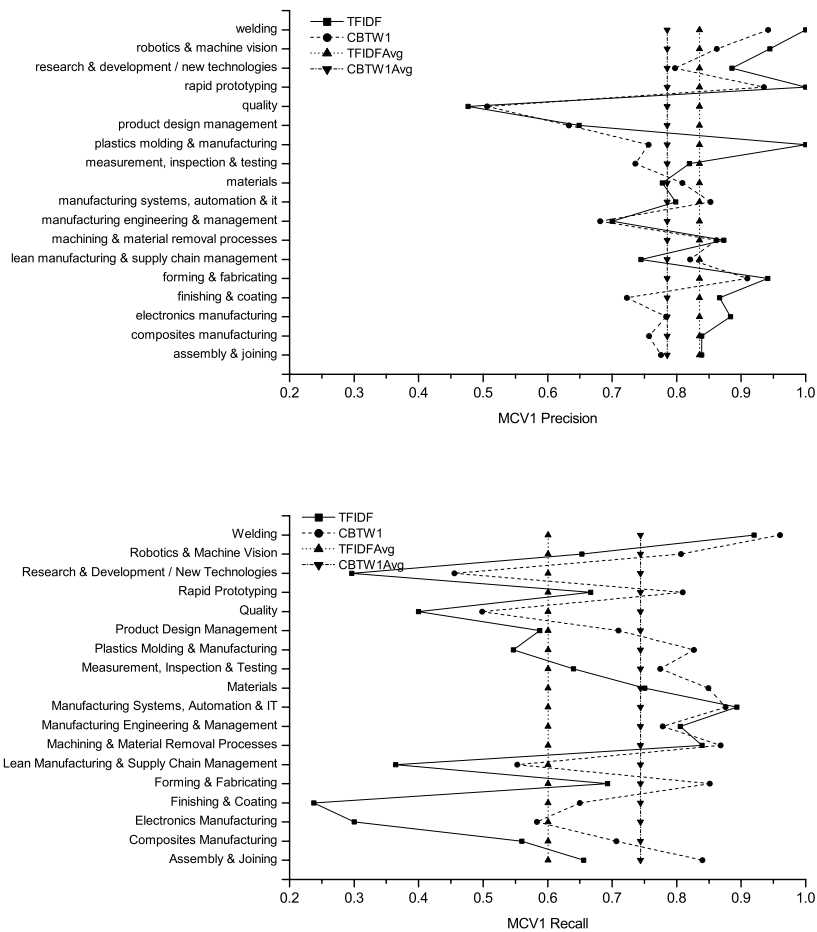 TFIDF
CBTW1
TFIDFAvg
CBTW1Avg
welding
robotics & machine vision
research & development / new technologies
rapid prototyping
quality
product design management
plastics molding & manufacturing
measurement, inspection & testing
materials
manufacturing systems, automation & it
manufacturing engineering & management
machining & material removal processes
lean manufacturing & supply chain management
forming & fabricating
finishing & coating
electronics manufacturing
composites manufacturing
assembly & joining
0.2 0.3 0.4 0.5 0.6 0.7 0.8 0.9 1.0
MCV1 Precision
TFIDF
CBTW1
TFIDFAvg
CBTW1Avg
Welding
Robotics & Machine Vision
Research & Development / New Technologies
Rapid Prototyping
Quality
Product Design Management
Plastics Molding & Manufacturing
Measurement, Inspection & Testing
Materials
Manufacturing Systems, Automation & IT
Manufacturing Engineering & Management
Machining & Material Removal Processes
Lean Manufacturing & Supply Chain Management
Forming & Fabricating
Finishing & Coating
Electronics Manufacturing
Composites Manufacturing
Assembly & Joining
0.2 0.3 0.4 0.5 0.6 0.7 0.8 0.9 1.0
MCV1 Recall